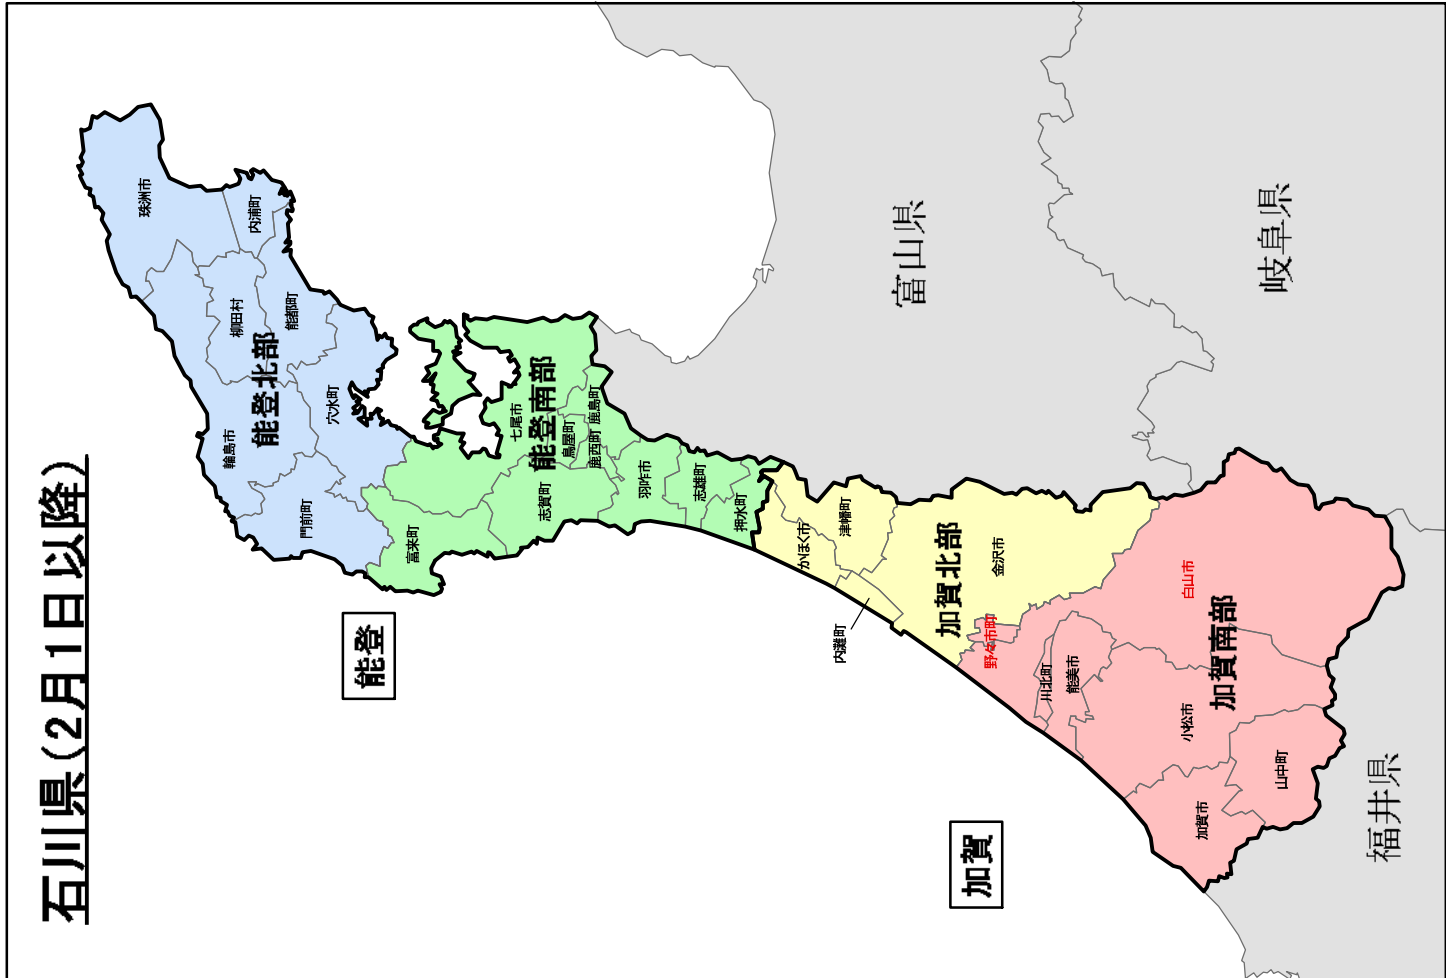 石川県(2月1日以降)
珠洲市
内浦町
柳田村
能都町
能登北部
輪島市
穴水町
門前町
能登
富来町
七尾市
能登南部
鳥屋町
鹿島町
鹿西町
志賀町
羽咋市
志雄町
押水町
かほく市
津幡町
内灘町
加賀北部
金沢市
野々市町
白山市
川北町
能美市
加賀南部
小松市
山中町
加賀市
加賀
富山県
岐阜県
福井県